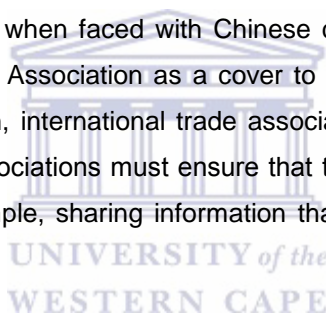 when faced with Chinese c
Association as a cover to
, international trade associa
ociations must ensure that t
ple, sharing information tha
UNIVERSITY of the
WESTERN CAPE